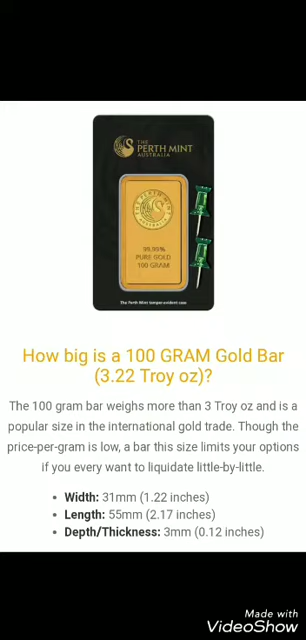 THE
PERTH MINT
AUSTRALIA
99.99%
PURE GOLD
100 GRAM
The Perth Mint tamperevident.com
How big is a 100 GRAM Gold Bar
(3.22 Troy oz)?
The 100 gram bar weighs more than 3 Troy oz and is a
popular size in the international gold trade. Though the
price-per-gram is low, a bar this size limits your options
if you every want to liquidate little-by-little.
• Width: 31mm (1.22 inches)
• Length: 55mm (2.17 inches)
• Depth/Thickness: 3mm (0.12 inches)
Made with
VideoShow